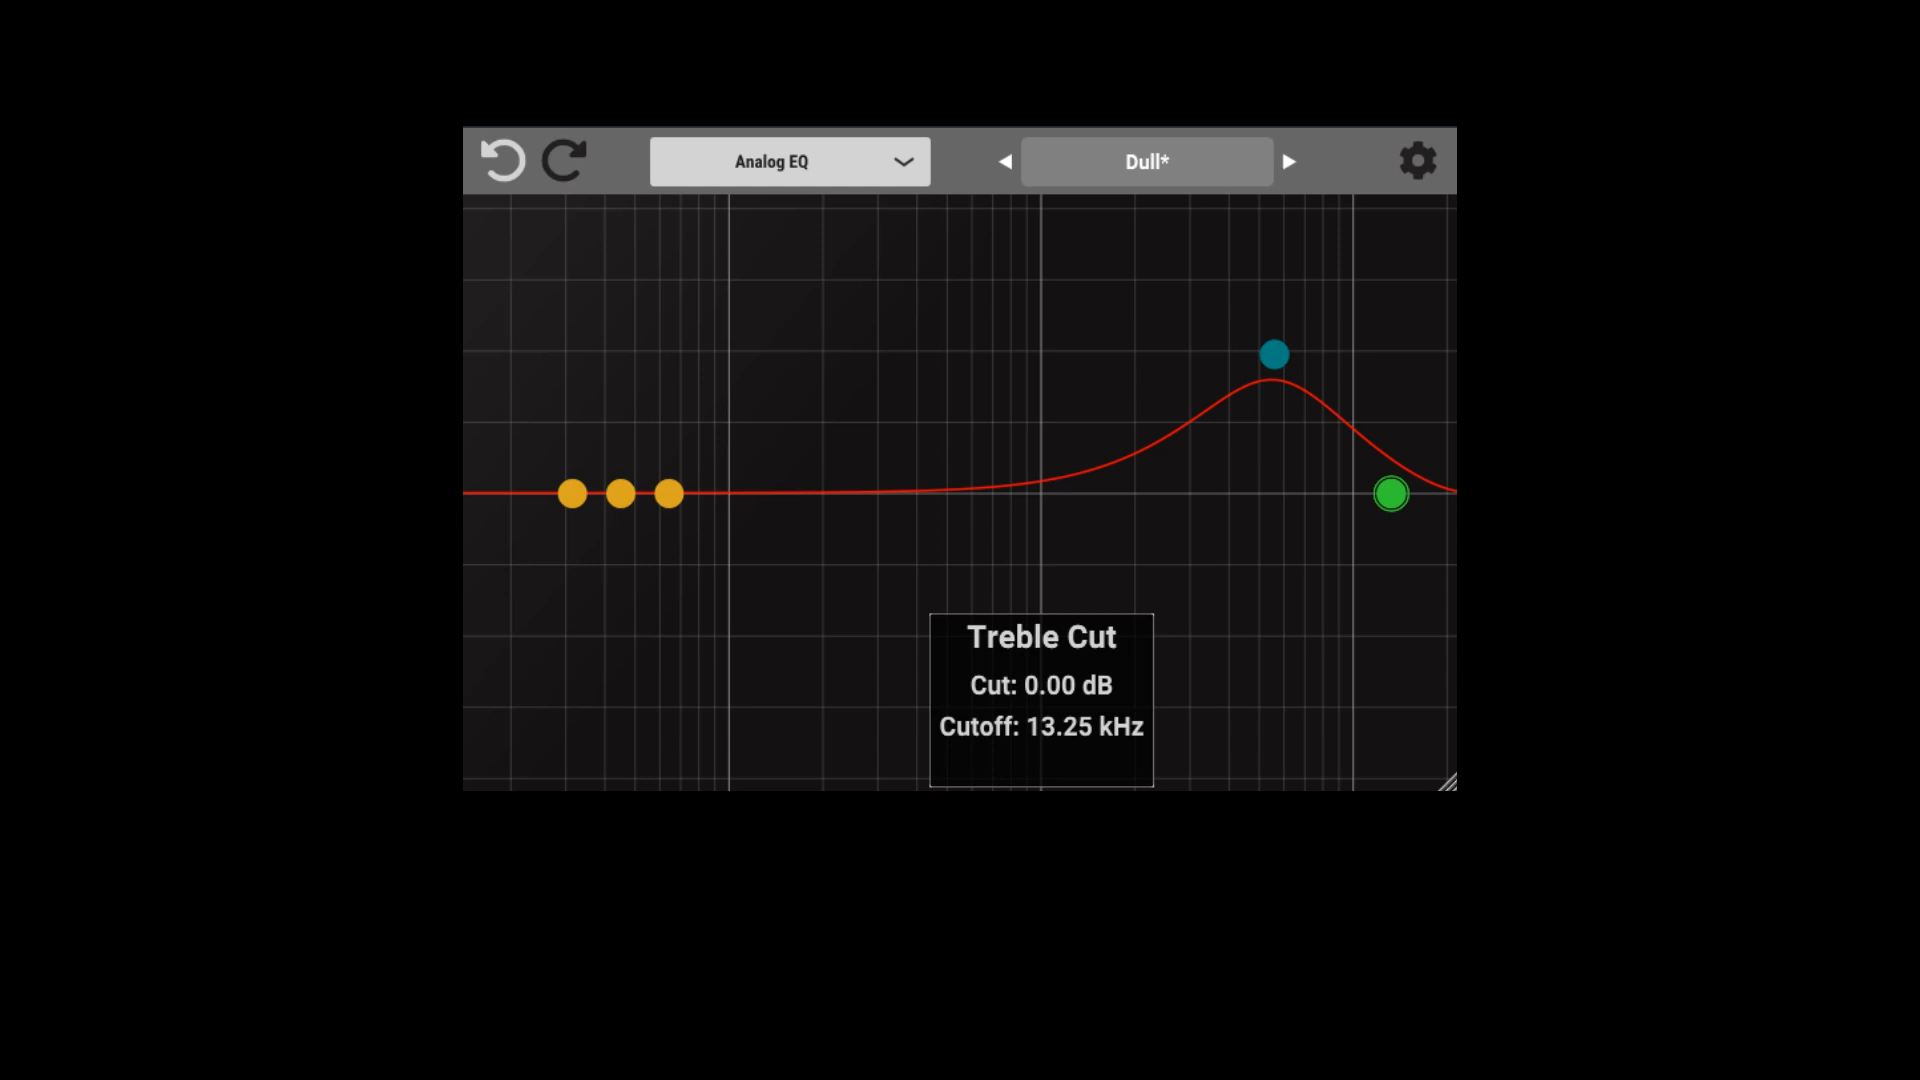 Analog EQ
Dull*
Treble Cut
Cut: 0.00 dB
Cutoff: 13.25 kHz